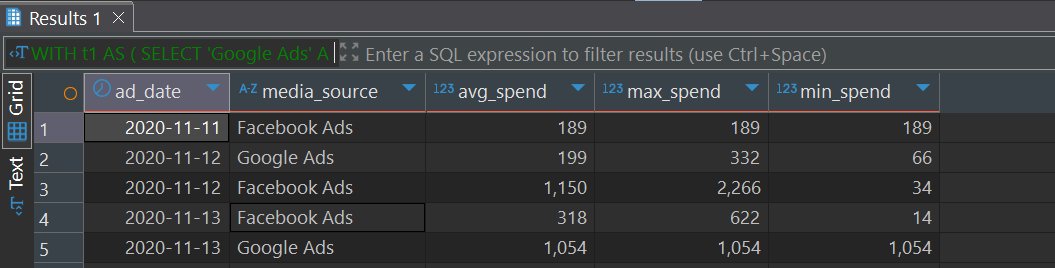 Results 1 ×
WITH t1 AS ( SELECT 'Google Ads' A Enter a SQL expression to filter results (use Ctrl+Space)
Grid
Text
ad_date A-Z media_source 123 avg_spend 123 max_spend 123 min_spend
1 2020-11-11 Facebook Ads 189 189 189
2 2020-11-12 Google Ads 199 332 66
3 2020-11-12 Facebook Ads 1,150 2,266 34
4 2020-11-13 Facebook Ads 318 622 14
5 2020-11-13 Google Ads 1,054 1,054 1,054